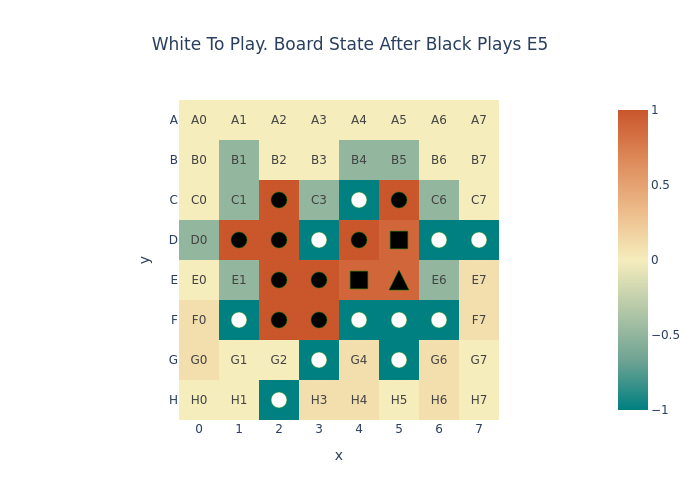 White To Play. Board State After Black Plays E5
A A0 A1 A2 A3 A4 A5 A6 A7 1
B B0 B1 B2 B3 B4 B5 B6 B7
C C0 C1 C3 C6 C7 0.5
D D0
y E E0 E1 E6 E7 0
F F0 F7 −0.5
G G0 G1 G2 G4 G6 G7
H H0 H1 H3 H4 H5 H6 H7 −1
0 1 2 3 4 5 6 7
x